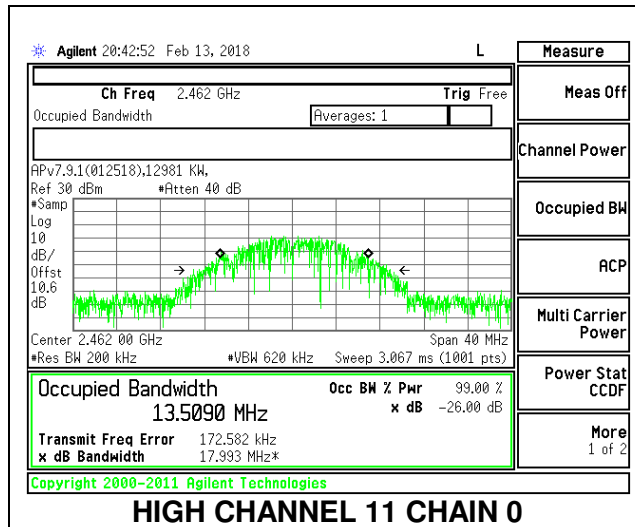 Agilent 20:42:52 Feb 13, 2018 L
Measure
Ch Freq 2.462 GHz Trig Free
Meas Off
Occupied Bandwidth Averages: 1
Channel Power
APv7.9.1(012518),12981 KW,
Ref 30 dBm #Atten 40 dB
#Samp
Occupied BW
Log
10
dB/
ACP
Offst
10.6
dB
Multi Carrier
Power
Center 2.462 00 GHz Span 40 MHz
#Res BW 200 kHz #VBW 620 kHz Sweep 3.067 ms (1001 pts)
Power Stat
CCDF
Occupied Bandwidth Occ BW % Pwr 99.00 %
13.5090 MHz x dB -26.00 dB
More
1 of 2
Transmit Freq Error 172.582 kHz
x dB Bandwidth 17.993 MHz*
Copyright 2000-2011 Agilent Technologies
HIGH CHANNEL 11 CHAIN 0